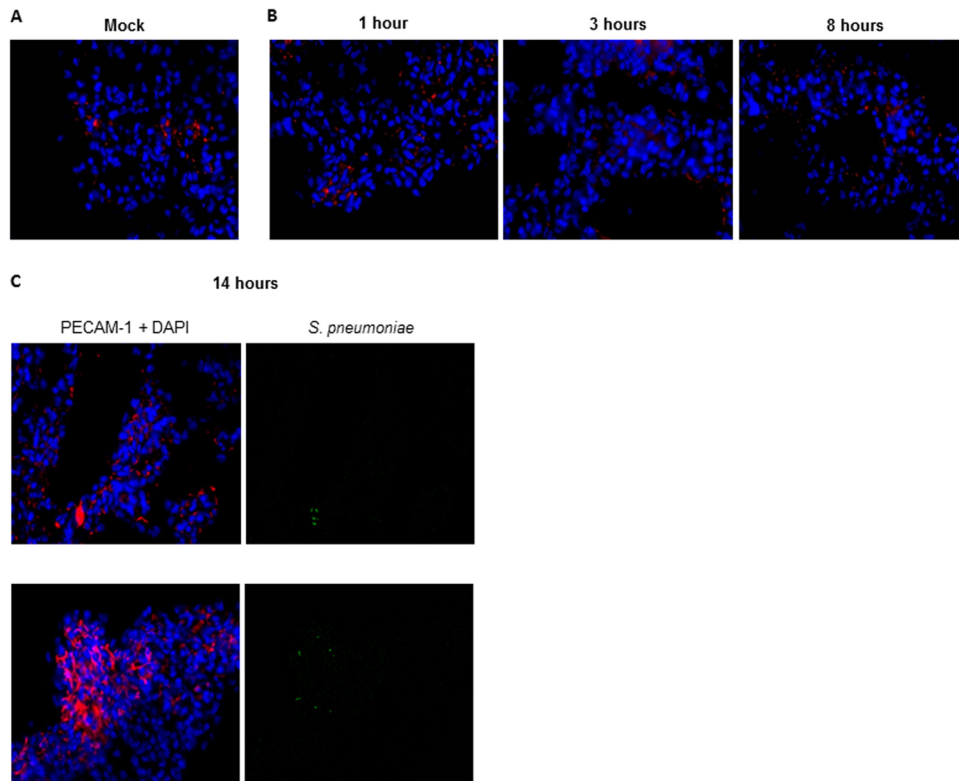 A
Mock
B
1 hour
3 hours
8 hours
C
14 hours
PECAM-1 + DAPI
S. pneumoniae